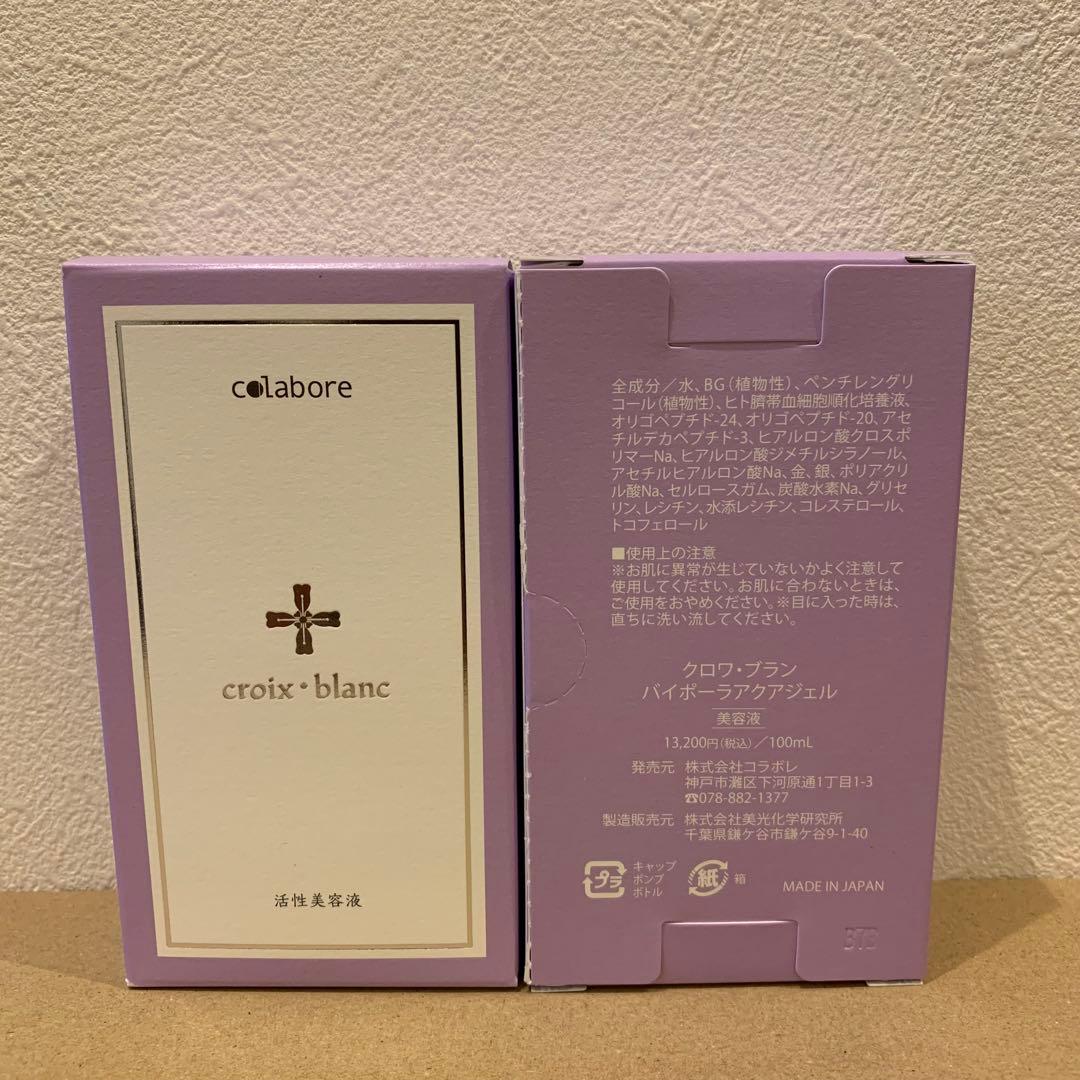 colabore
croix・blanc
活性美容液
全成分／水、BG（植物性）、ペンチレングリ
コール（植物性）、ヒト臍帯血細胞順化培養液、
オリゴペプチド-24、オリゴペプチド-20、アセ
チルデカペプチド-3、ヒアルロン酸クロスポ
リマーNa、ヒアルロン酸ジメチルシラノール、
アセチルヒアルロン酸Na、金、銀、ポリアクリ
ル酸Na、セルロースガム、炭酸水素Na、グリセ
リン、レシチン、水添レシチン、コレステロール、
トコフェロール
■使用上の注意
※お肌に異常が生じていないかよく注意して
使用してください。お肌に合わないときは、
ご使用をおやめください。※目に入った時は、
直ちに洗い流してください。
クロワ・ブラン
バイポーラアクアジェル
美容液
13,200円（税込）／100mL
発売元 株式会社コラボレ
神戸市灘区下河原通1丁目1-3
☎078-882-1377
製造販売元 株式会社美光化学研究所
千葉県鎌ケ谷市鎌ケ谷9-1-40
プラ
キャップ
ポンプ
ボトル
紙
箱
MADE IN JAPAN
373